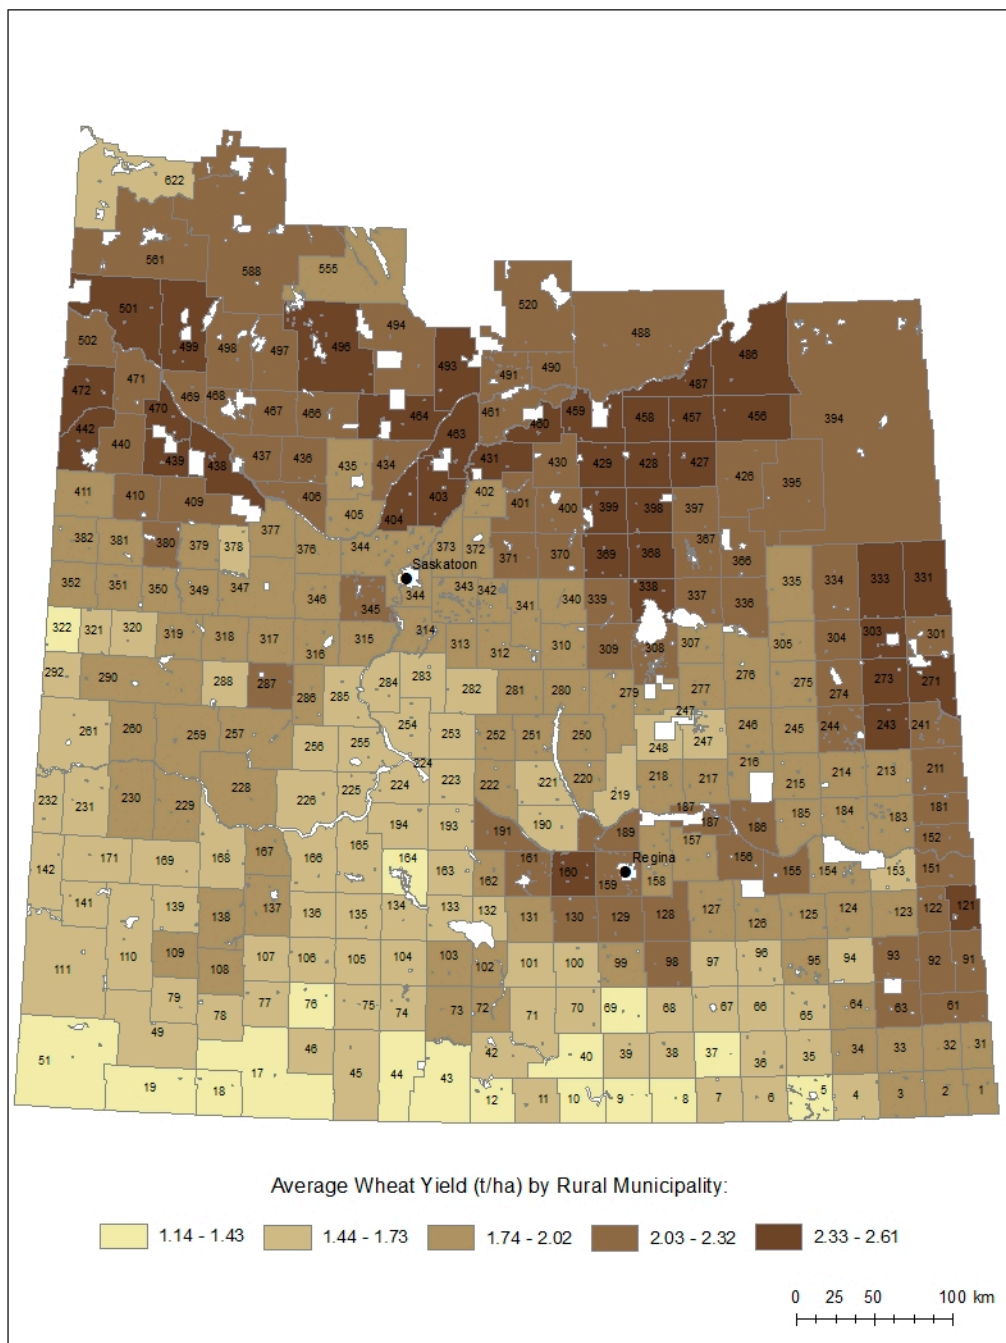 622
561 588 555
501 520
502 499 498 497 496 494 488
493 486
472 471 491 490 487
469 468
442 470 467 466 464 461 460 459 458 457 456 394
440 463
439 438 437 436 435 434 431 430 429 428 427 426 395
411 410 409 406 405 404 403 402 401 400 399 398 397
382 381 380 379 378 377 376 344 373 372 371 370 369 368 367 366
Saskatoon
352 351 350 349 347 346 345 344 343 342 341 340 339 338 337 336 335 334 333 331
322 321 320 319 318 317 316 315 314 313 312 310 309 308 307 305 304 303 301
292 290 288 287 286 285 284 283 282 281 280 279 277 276 275 274 273 271
261 260 259 257 256 255 254 253 252 251 250 248 247 247 246 245 244 243 241
232 231 230 229 228 226 225 224 224 223 222 221 220 219 218 217 216 215 214 213 211
194 193 191 190 189 187 187 186 185 184 183 181
142 171 169 168 167 166 165 164 163 162 161 160 159 158 157 156 155 154 153 152 151
Regina
141 139 138 137 136 135 134 133 132 131 130 129 128 127 126 125 124 123 122 121
111 110 109 108 107 106 105 104 103 102 101 100 99 98 97 96 95 94 93 92 91
79 78 77 76 75 74 73 72 71 70 69 68 67 66 65 64 63 61
51 49 46 45 44 43 42 40 39 38 37 36 35 34 33 32 31
19 18 17 12 11 10 9 8 7 6 5 4 3 2 1
Average Wheat Yield (t/ha) by Rural Municipality:
1.14 - 1.43 1.44 - 1.73 1.74 - 2.02 2.03 - 2.32 2.33 - 2.61
0 25 50 100 km